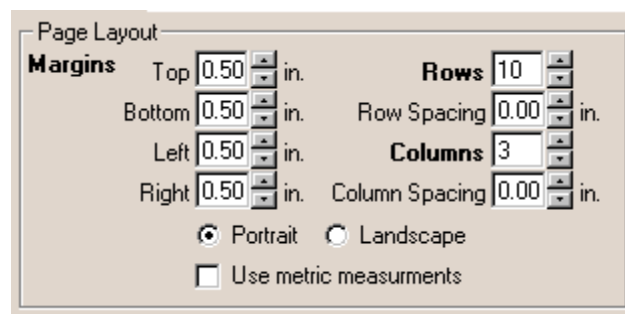 Page Layout
Margins Top 0.50 in. Rows 10
Bottom 0.50 in. Row Spacing 0.00 in.
Left 0.50 in. Columns 3
Right 0.50 in. Column Spacing 0.00 in.
Portrait Landscape
Use metric measurments